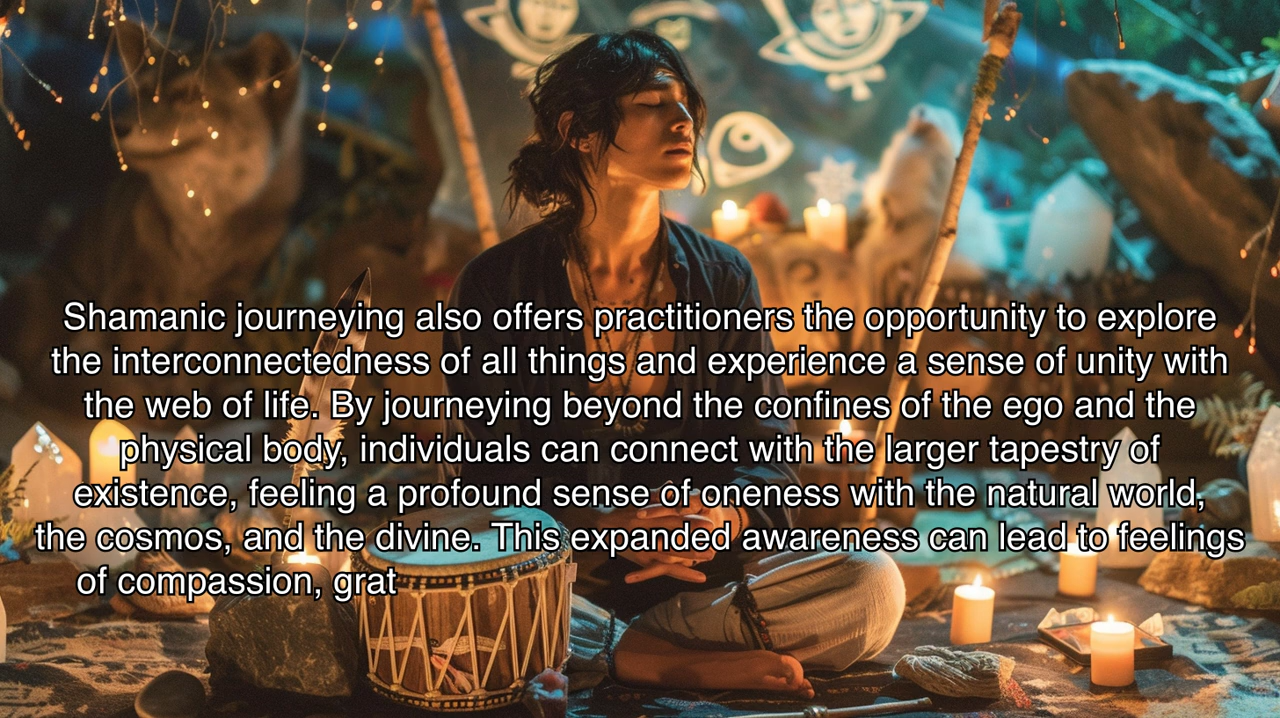 Shamanic journeying also offers practitioners the opportunity to explore
the interconnectedness of all things and experience a sense of unity with
the web of life. By journeying beyond the confines of the ego and the
physical body, individuals can connect with the larger tapestry of
existence, feeling a profound sense of oneness with the natural world,
the cosmos, and the divine. This expanded awareness can lead to feelings
of compassion, grat